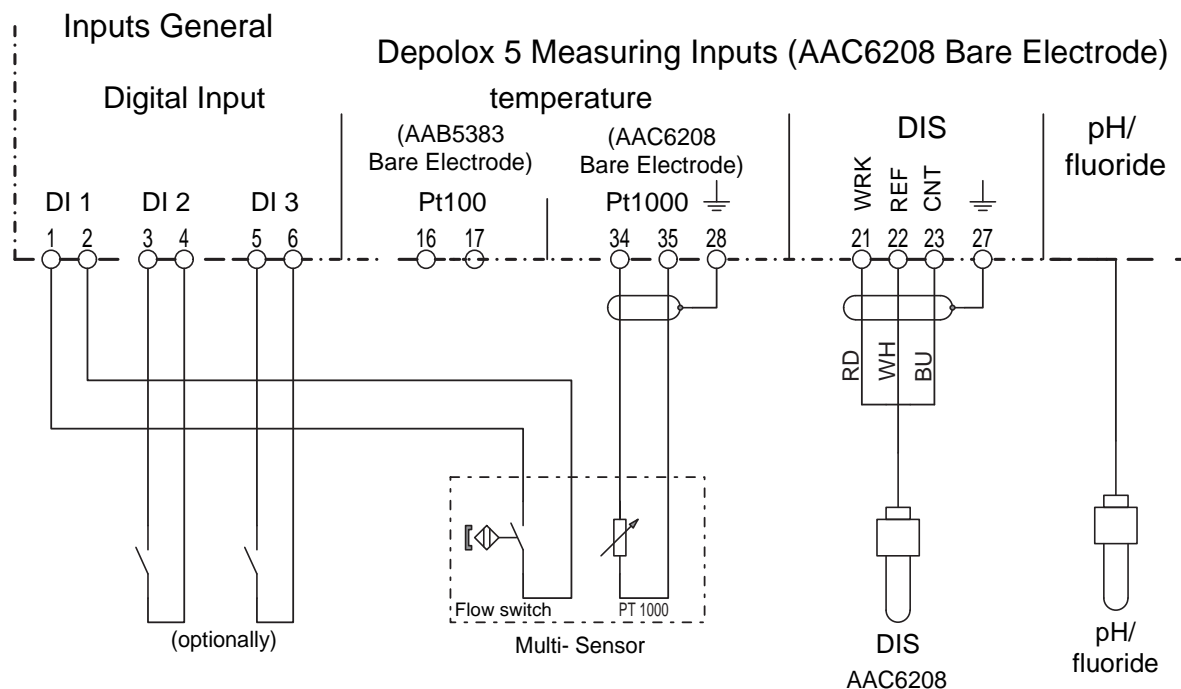 Inputs General
Depolox 5 Measuring Inputs (AAC6208 Bare Electrode)
Digital Input
temperature
DIS
pH/
fluoride
(AAB5383
Bare Electrode)
(AAC6208
Bare Electrode)
DI 1
DI 2
DI 3
Pt100
Pt1000
WRK
REF
CNT
1
2
3
4
5
6
16
17
34
35
28
21
22
23
27
RD
WH
BU
Flow switch
PT 1000
(optionally)
Multi- Sensor
DIS
AAC6208
pH/
fluoride